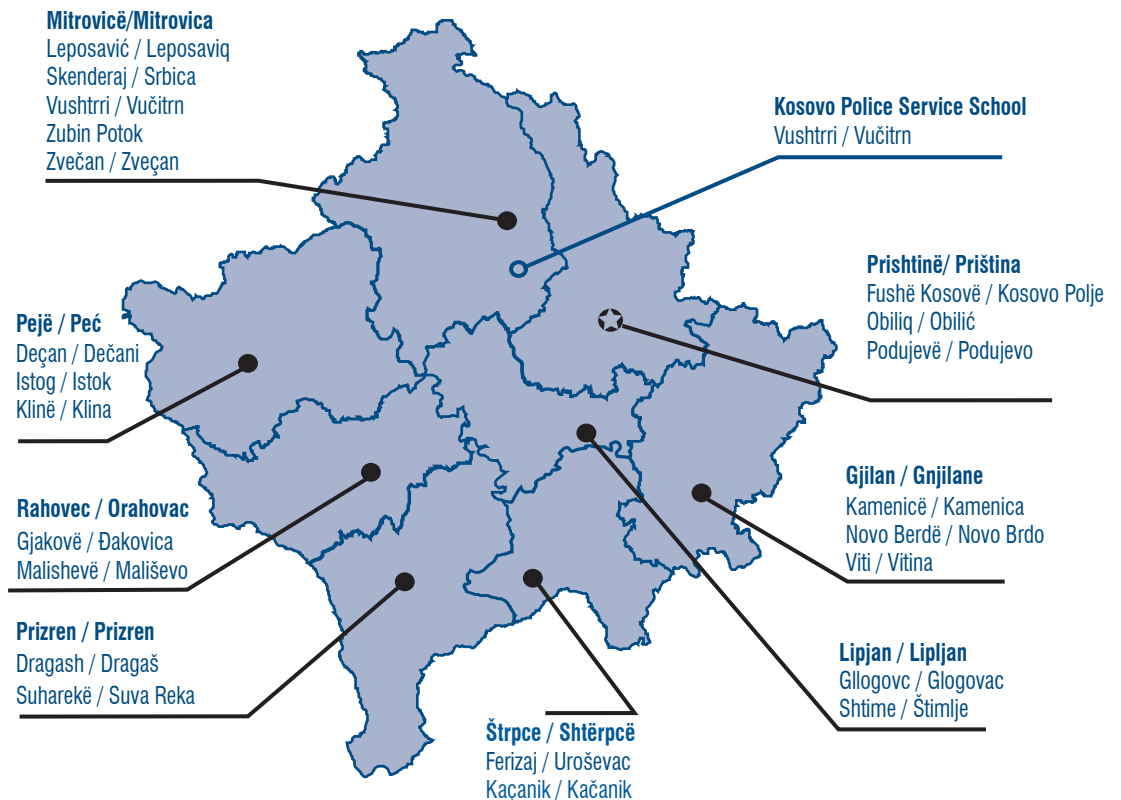 Mitrovicë/Mitrovica
Leposavić / Leposaviq
Skenderaj / Srbica
Vushtrri / Vučitrn
Zubin Potok
Zvečan / Zveçan
Kosovo Police Service School
Vushtrri / Vučitrn
Prishtinë/ Priština
Fushë Kosovë / Kosovo Polje
Obiliq / Obilić
Podujevë / Podujevo
Pejë / Peć
Deçan / Dečani
Istog / Istok
Klinë / Klina
Gjilan / Gnjilane
Kamenicë / Kamenica
Novo Berdë / Novo Brdo
Viti / Vitina
Rahovec / Orahovac
Gjakovë / Đakovica
Malishevë / Mališevo
Prizren / Prizren
Dragash / Dragaš
Suharekë / Suva Reka
Lipjan / Lipljan
Gllogovc / Glogovac
Shtime / Štimlje
Štrpce / Shtërpcë
Ferizaj / Uroševac
Kaçanik / Kačanik